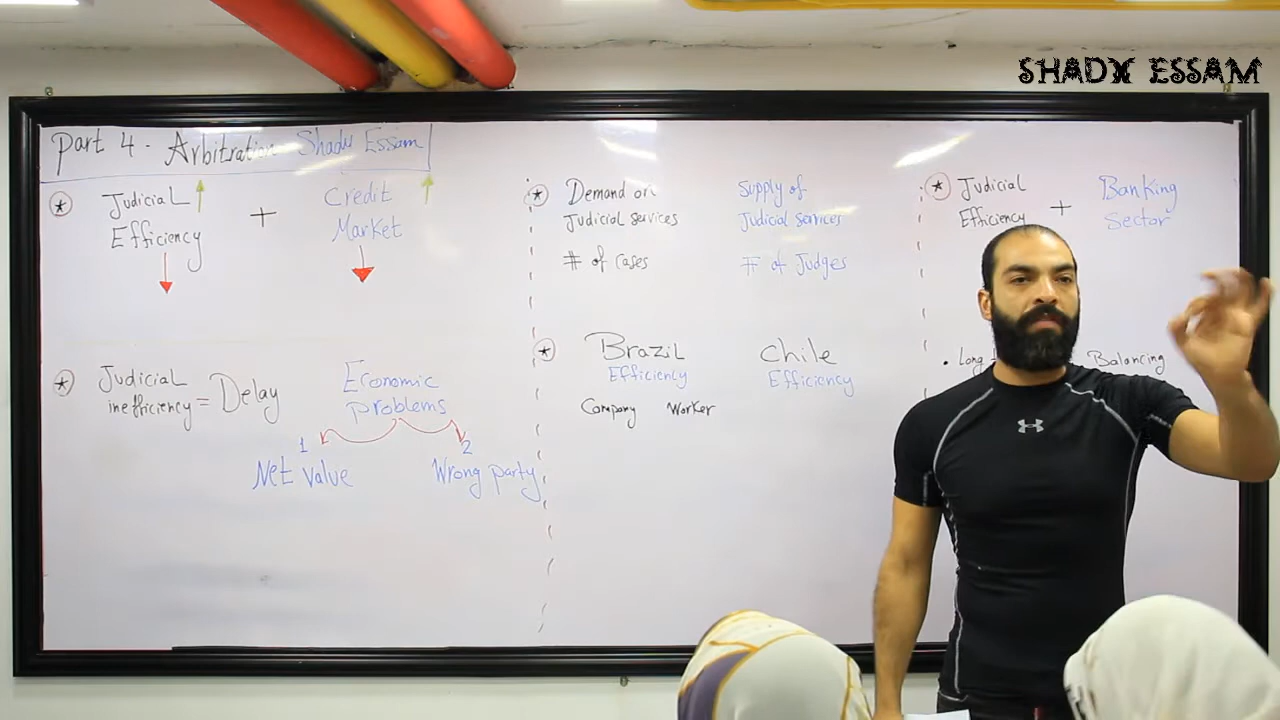 SHADY ESSAM
Part 4 - Arbitration Shady Essam
Judicial
Efficiency
+
Credit
Market
Judicial
inefficiency = Delay
Economic
problems
1
Net value
2
Wrong party
Demand on
Judicial services
# of cases
Supply of
Judicial services
# of Judges
Brazil
Efficiency
Company Worker
Chile
Efficiency
Judicial
Efficiency
+
Banking
Sector
• Long
Balancing